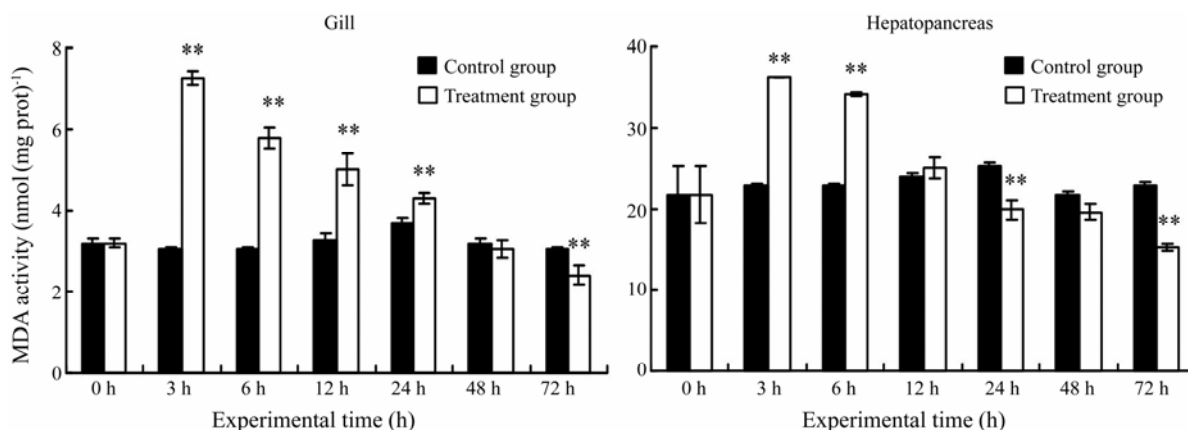 Gill
MDA activity (nmol (mg prot)⁻¹)
8
6
4
2
0
**
**
**
**
**
Control group
Treatment group
0 h 3 h 6 h 12 h 24 h 48 h 72 h
Experimental time (h)
Hepatopancreas
40
30
20
10
0
**
**
**
**
Control group
Treatment group
0 h 3 h 6 h 12 h 24 h 48 h 72 h
Experimental time (h)